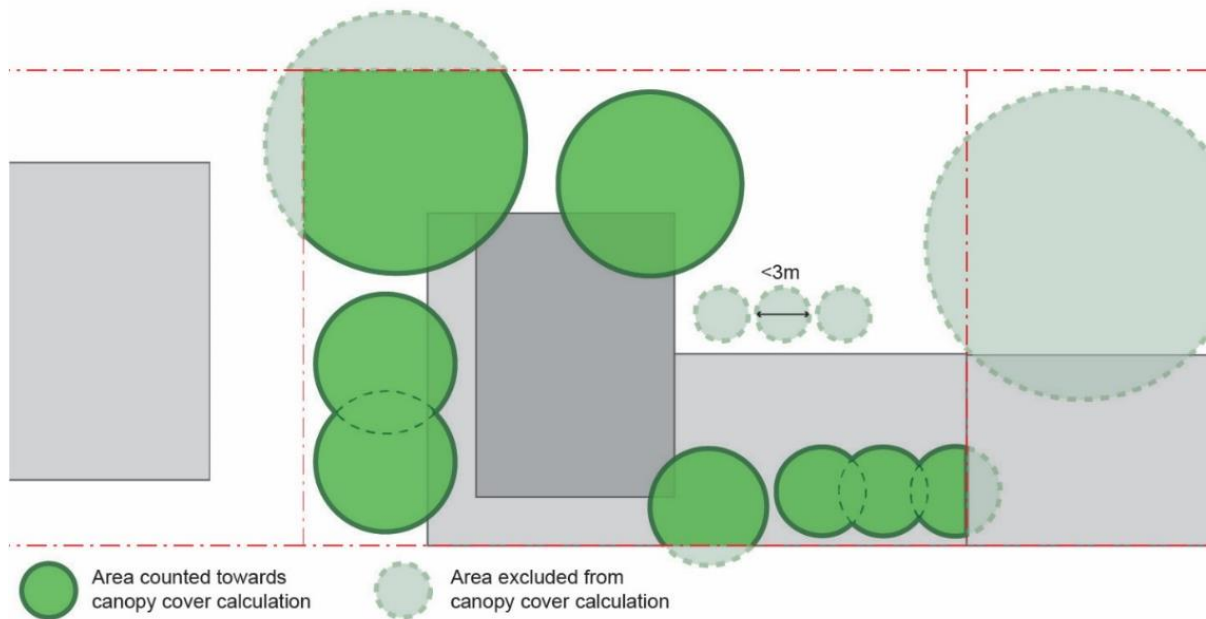 <3m
Area counted towards
canopy cover calculation
Area excluded from
canopy cover calculation